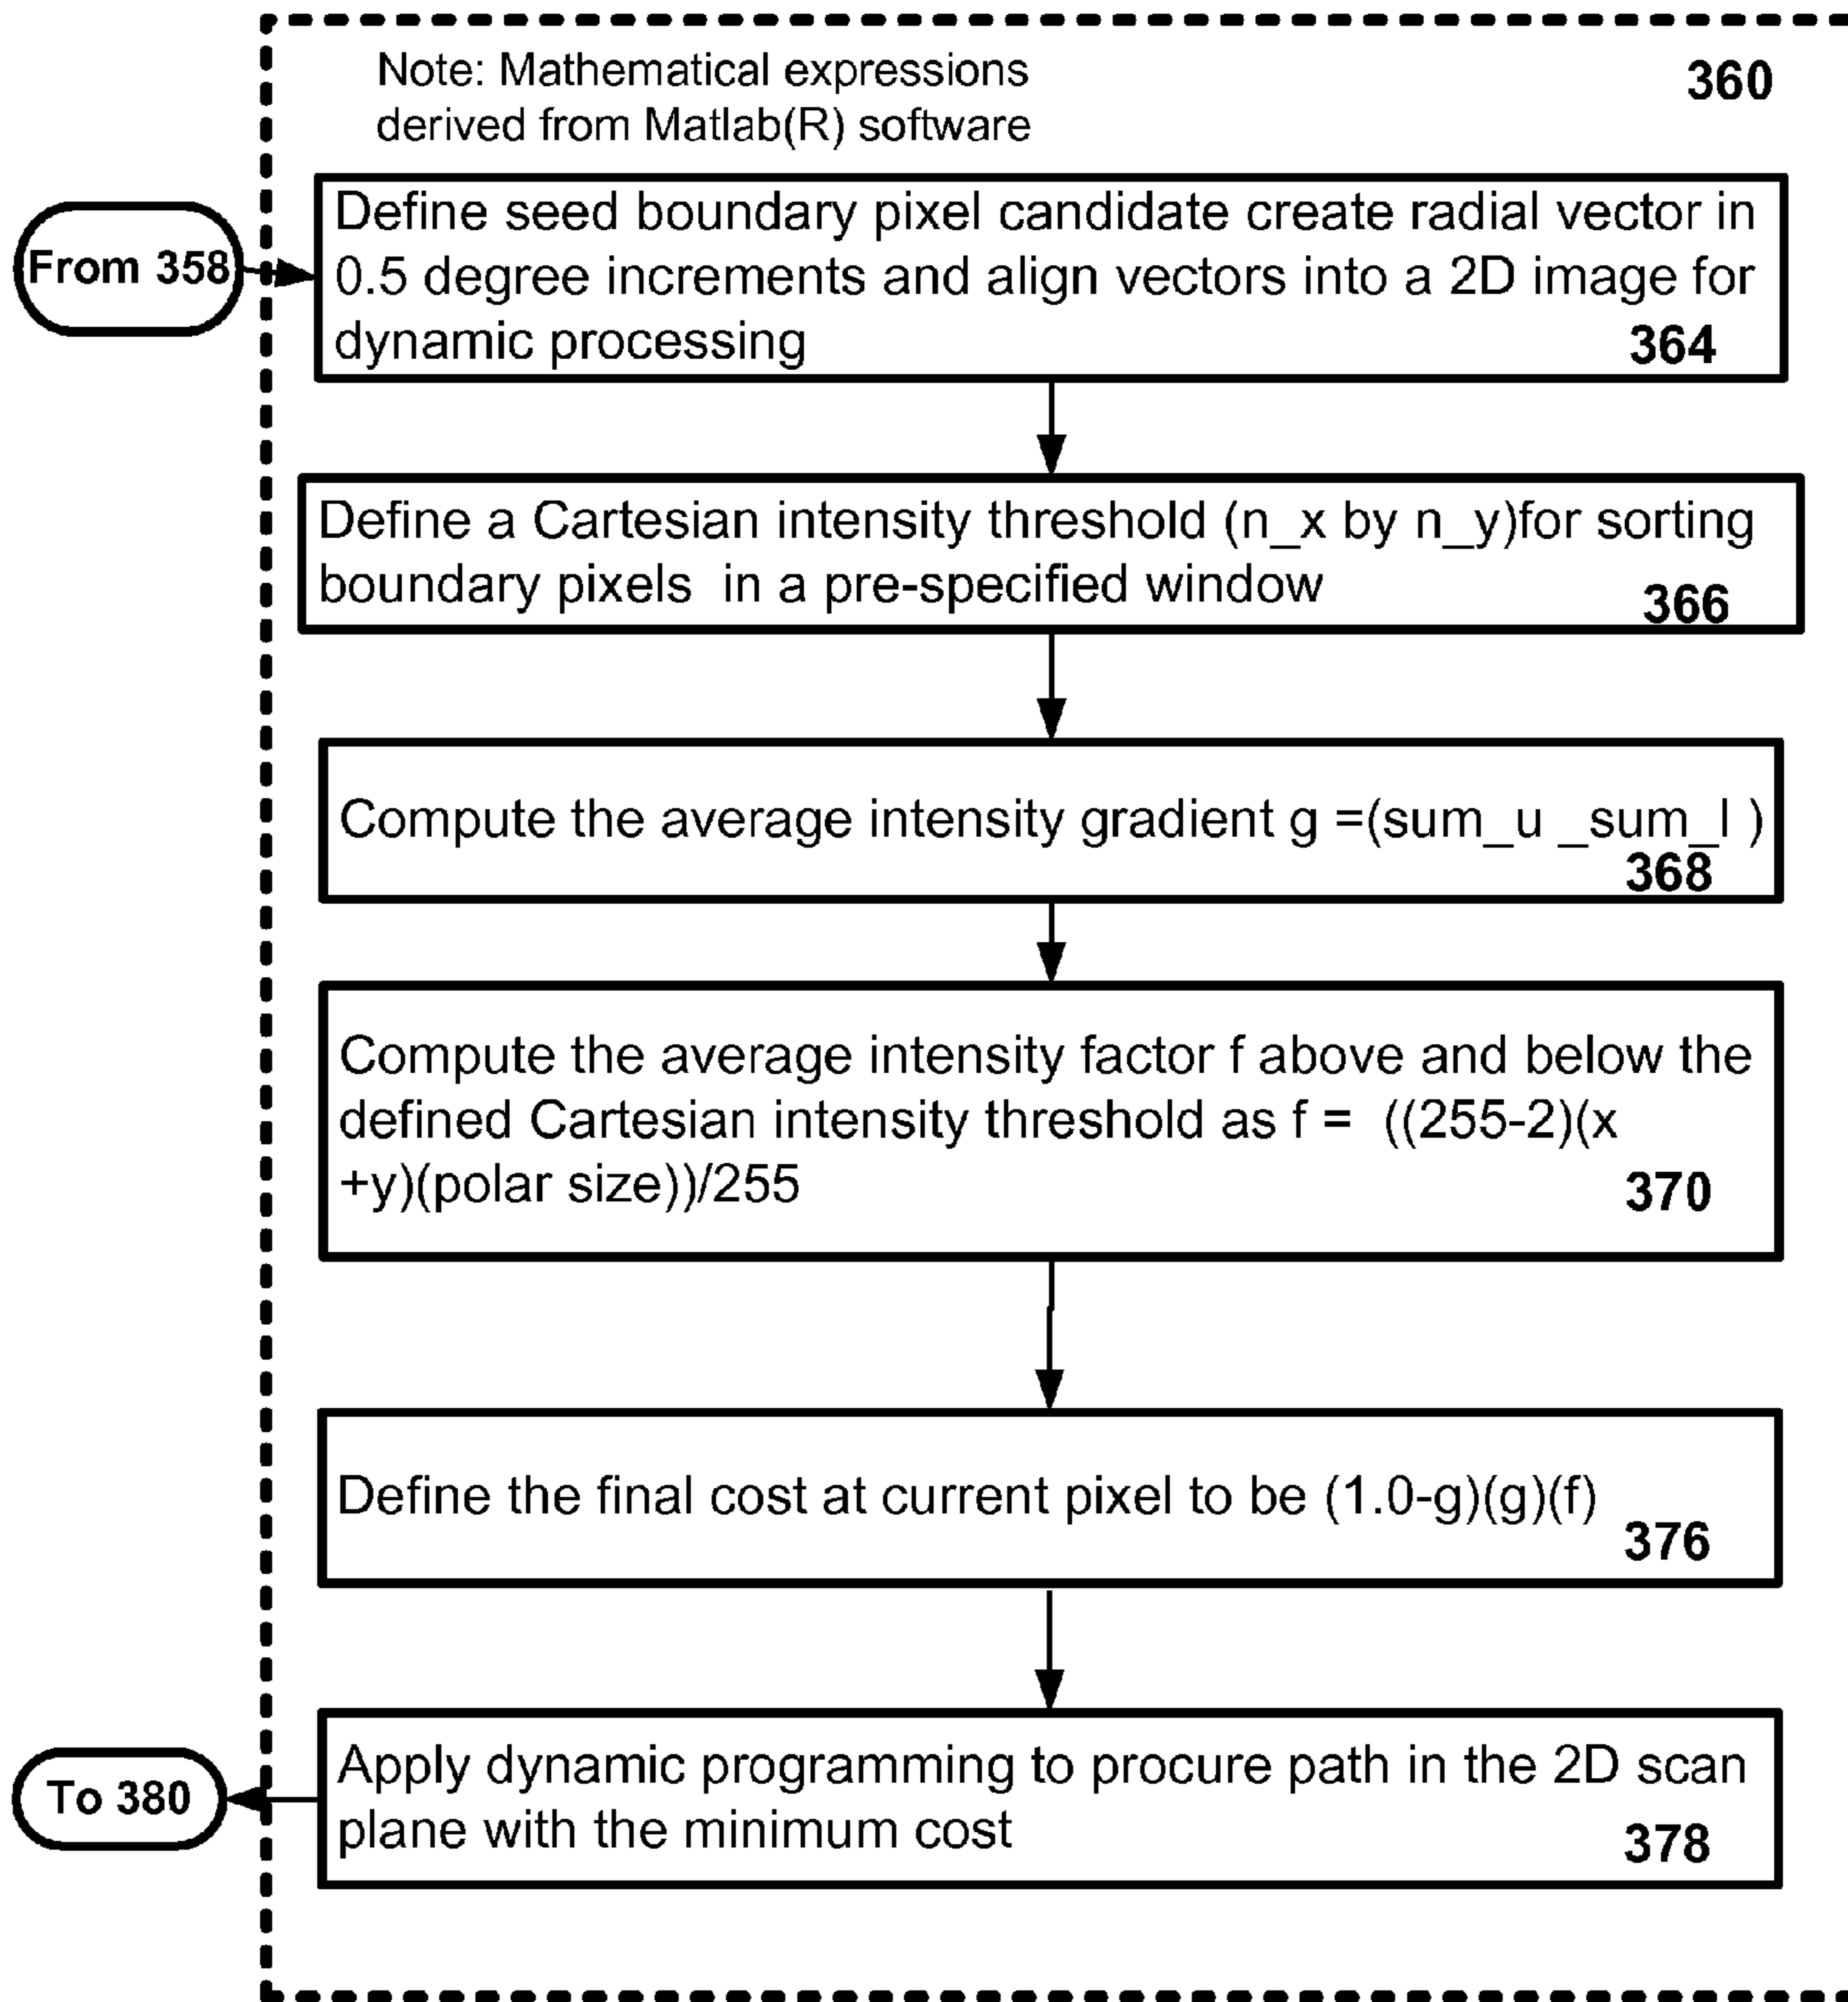 Note: Mathematical expressions
derived from Matlab(R) software
360
From 358
Define seed boundary pixel candidate create radial vector in
0.5 degree increments and align vectors into a 2D image for
dynamic processing
364
Define a Cartesian intensity threshold (n_x by n_y)for sorting
boundary pixels in a pre-specified window
366
Compute the average intensity gradient g =(sum_u _sum_l )
368
Compute the average intensity factor f above and below the
defined Cartesian intensity threshold as f = ((255-2)(x
+y)(polar size))/255
370
Define the final cost at current pixel to be (1.0-g)(g)(f)
376
Apply dynamic programming to procure path in the 2D scan
plane with the minimum cost
378
To 380